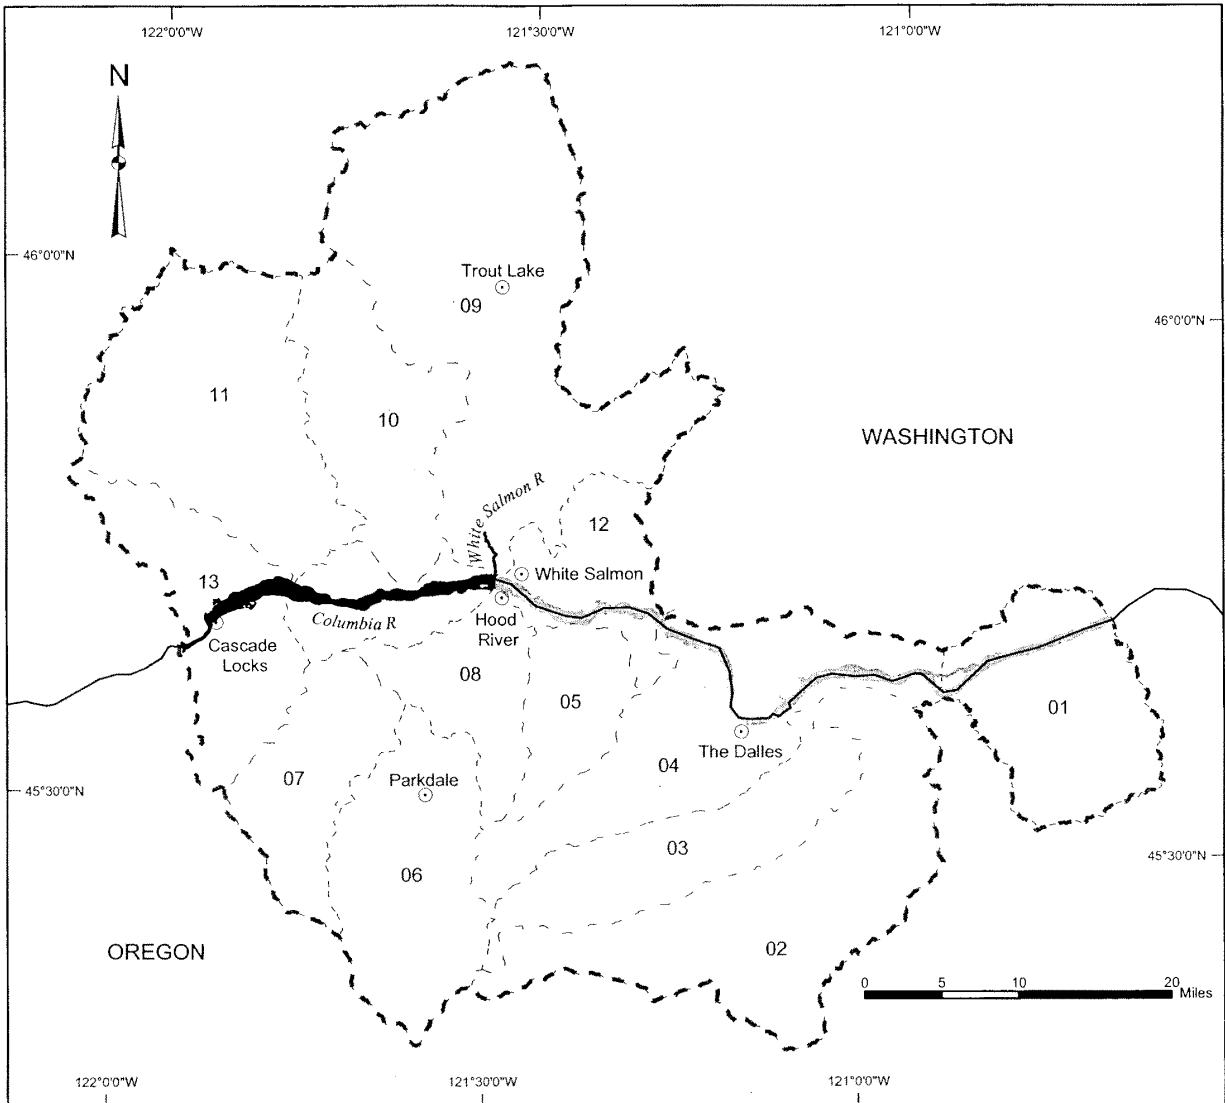 122°0'0"W
121°30'0"W
121°0'0"W
N
46°0'0"N
Trout Lake
09
46°0'0"N
11
10
WASHINGTON
White Salmon R
12
White Salmon
13
Columbia R
Hood
River
Cascade
Locks
08
05
01
The Dalles
04
07
Parkdale
45°30'0"N
03
45°30'0"N
06
OREGON
02
0 5 10 20
Miles
122°0'0"W
121°30'0"W
121°0'0"W